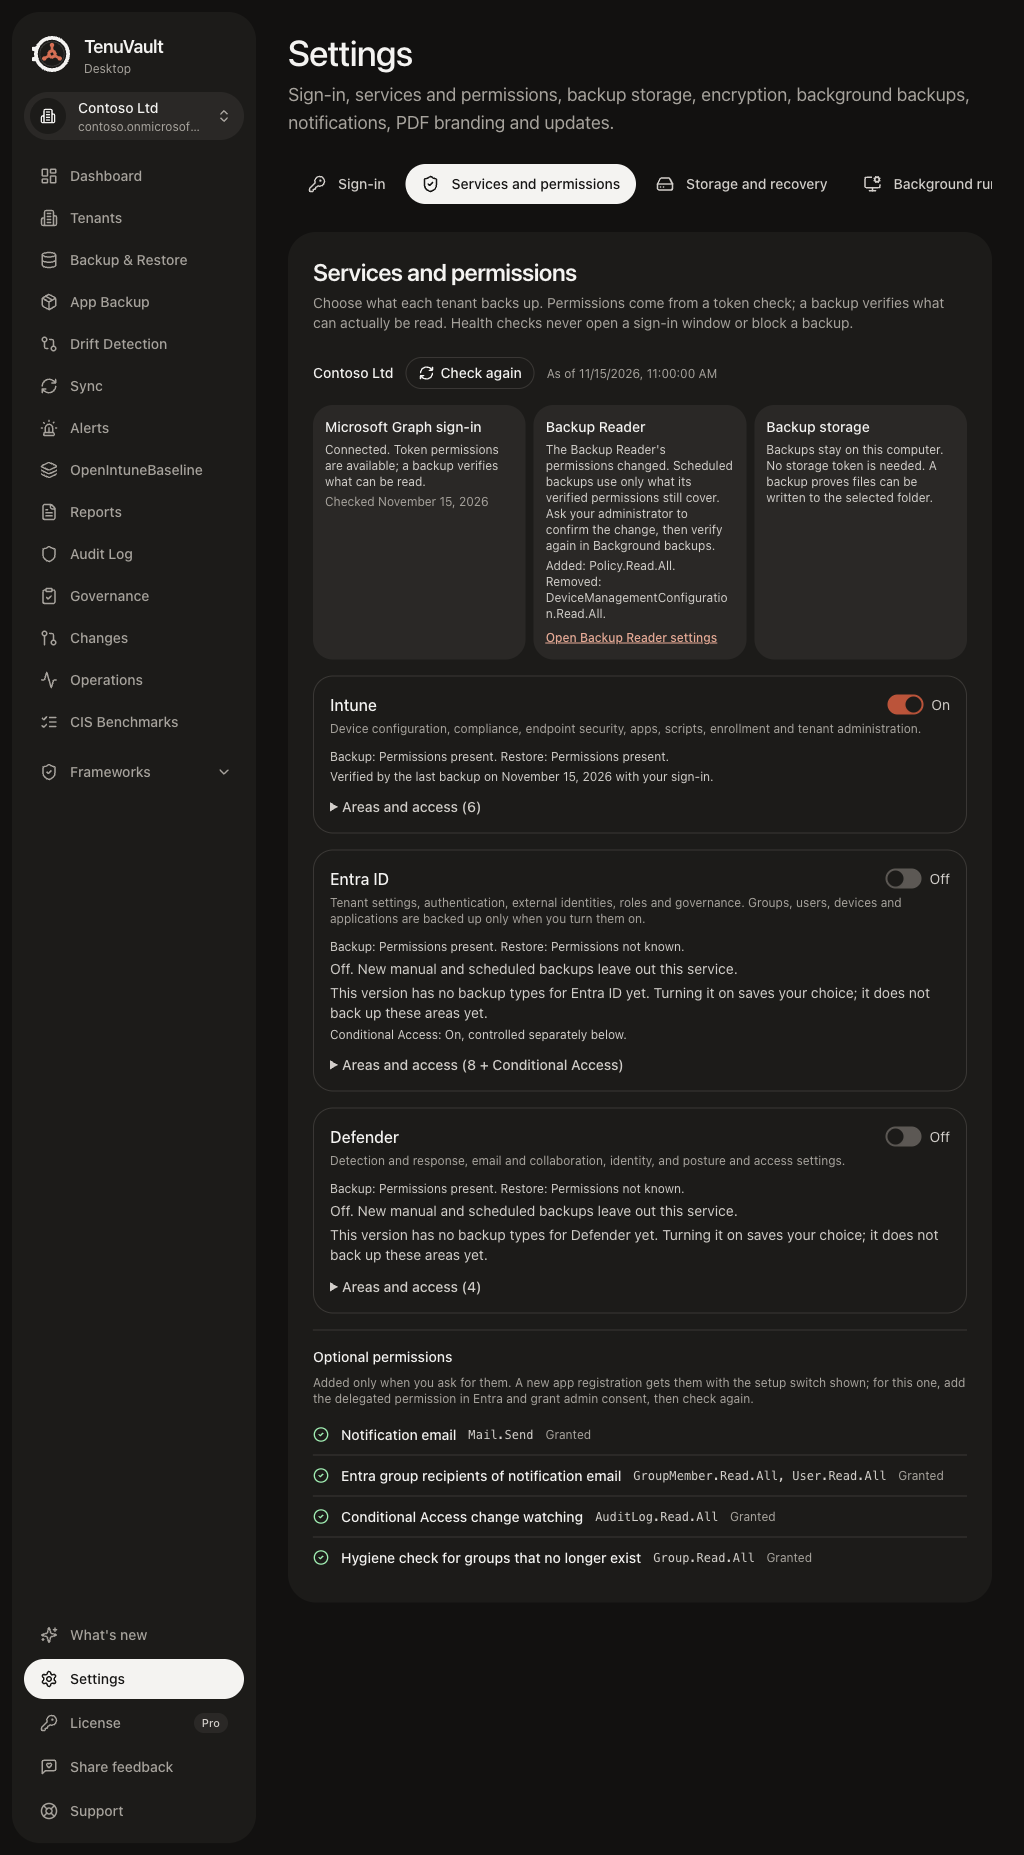 TenuVault
Desktop
Contoso Ltd
contoso.onmicrosof...
Dashboard
Tenants
Backup & Restore
App Backup
Drift Detection
Sync
Alerts
OpenIntuneBaseline
Reports
Audit Log
Governance
Changes
Operations
CIS Benchmarks
Frameworks
What's new
Settings
License Pro
Share feedback
Support
Settings
Sign-in, services and permissions, backup storage, encryption, background backups,
notifications, PDF branding and updates.
Sign-in Services and permissions Storage and recovery Background ru
Services and permissions
Choose what each tenant backs up. Permissions come from a token check; a backup verifies what
can actually be read. Health checks never open a sign-in window or block a backup.
Contoso Ltd Check again As of 11/15/2026, 11:00:00 AM
Microsoft Graph sign-in
Connected. Token permissions
are available; a backup verifies
what can be read.
Checked November 15, 2026
Backup Reader
The Backup Reader's
permissions changed. Scheduled
backups use only what its
verified permissions still cover.
Ask your administrator to
confirm the change, then verify
again in Background backups.
Added: Policy.Read.All.
Removed:
DeviceManagementConfiguratio
n.Read.All.
Open Backup Reader settings
Backup storage
Backups stay on this computer.
No storage token is needed. A
backup proves files can be
written to the selected folder.
Intune On
Device configuration, compliance, endpoint security, apps, scripts, enrollment and tenant administration.
Backup: Permissions present. Restore: Permissions present.
Verified by the last backup on November 15, 2026 with your sign-in.
Areas and access (6)
Entra ID Off
Tenant settings, authentication, external identities, roles and governance. Groups, users, devices and
applications are backed up only when you turn them on.
Backup: Permissions present. Restore: Permissions not known.
Off. New manual and scheduled backups leave out this service.
This version has no backup types for Entra ID yet. Turning it on saves your choice; it does not
back up these areas yet.
Conditional Access: On, controlled separately below.
Areas and access (8 + Conditional Access)
Defender Off
Detection and response, email and collaboration, identity, and posture and access settings.
Backup: Permissions present. Restore: Permissions not known.
Off. New manual and scheduled backups leave out this service.
This version has no backup types for Defender yet. Turning it on saves your choice; it does not
back up these areas yet.
Areas and access (4)
Optional permissions
Added only when you ask for them. A new app registration gets them with the setup switch shown; for this one, add
the delegated permission in Entra and grant admin consent, then check again.
Notification email Mail.Send Granted
Entra group recipients of notification email GroupMember.Read.All, User.Read.All Granted
Conditional Access change watching AuditLog.Read.All Granted
Hygiene check for groups that no longer exist Group.Read.All Granted